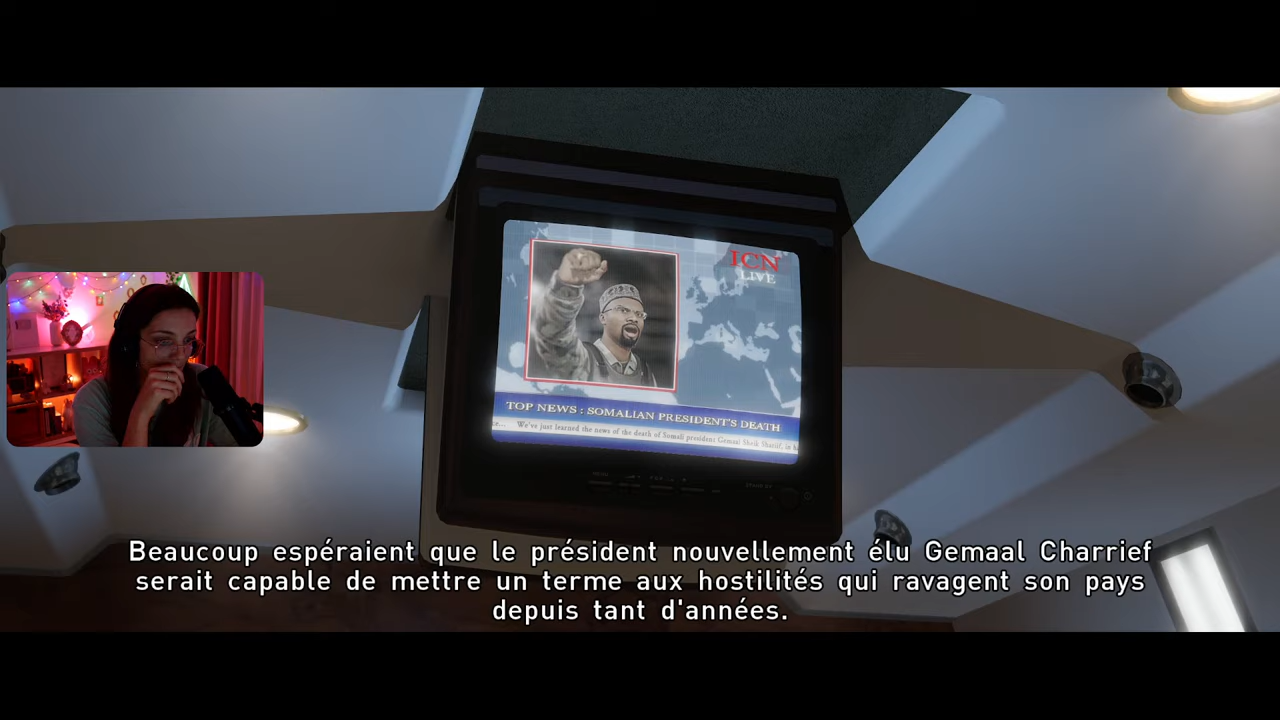 ICN
LIVE
TOP NEWS : SOMALIAN PRESIDENT'S DEATH
We've just learned the news of the death of Somali president Gemaal Sheik Shariif,
Beaucoup espéraient que le président nouvellement élu Gemaal Charrief
serait capable de mettre un terme aux hostilités qui ravagent son pays
depuis tant d'années.